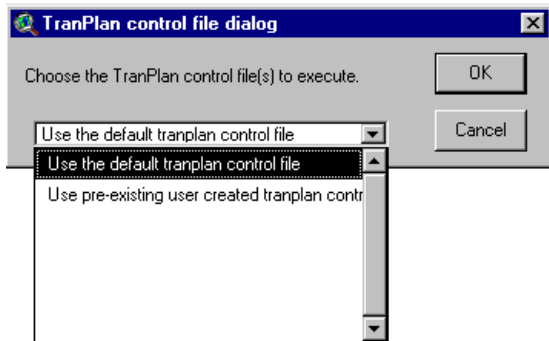 TranPlan control file dialog
Choose the TranPlan control file(s) to execute.
OK
Use the default tranplan control file
Cancel
Use the default tranplan control file
Use pre-existing user created tranplan contr